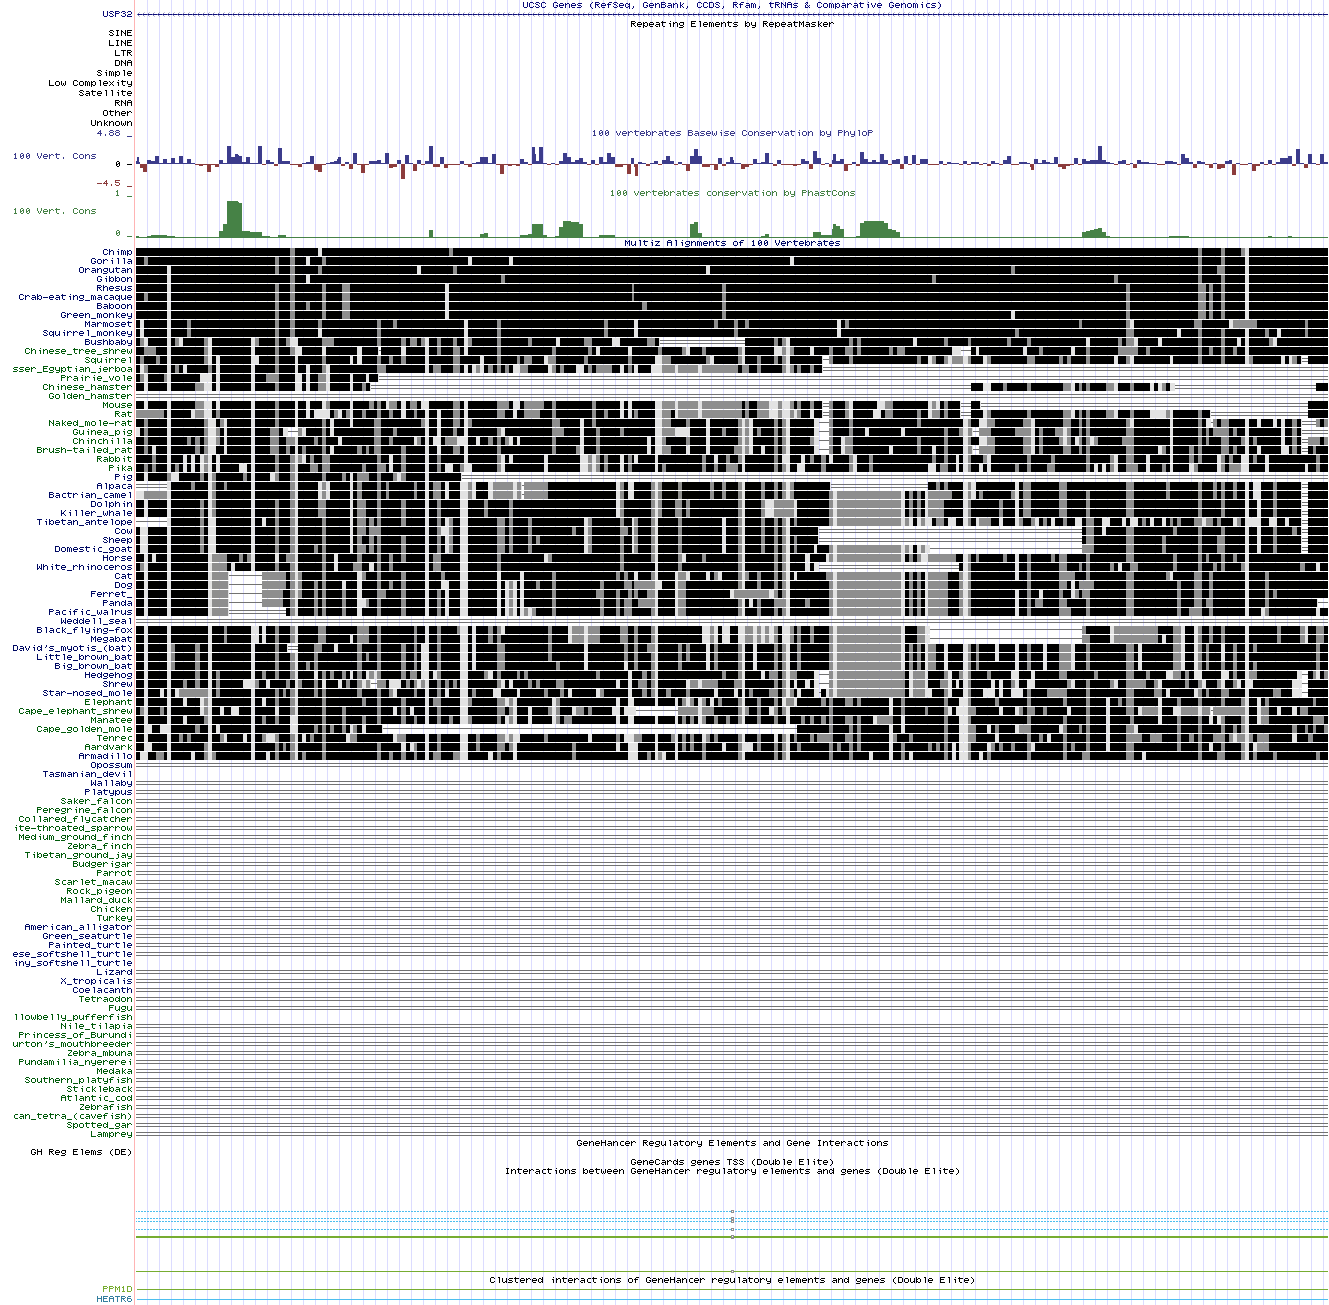 UCSC Genes (RefSeq, GenBank, CCDS, Rfam, tRNAs & Comparative Genomics)
USP32
Repeating Elements by RepeatMasker
SINE
LINE
LTR
DNA
Simple
Low Complexity
Satellite
RNA
Other
Unknown
4.88 _
100 vertebrates Basewise Conservation by PhyloP
100 Vert. Cons
0 _
-4.5 _
1 _
100 vertebrates conservation by PhastCons
100 Vert. Cons
0 _
Multiz Alignments of 100 Vertebrates
Chimp
Gorilla
Orangutan
Gibbon
Rhesus
Crab-eating_macaque
Baboon
Green_monkey
Marmoset
Squirrel_monkey
Bushbaby
Chinese_tree_shrew
Squirrel
sser_Egyptian_jerboa
Prairie_vole
Chinese_hamster
Golden_hamster
Mouse
Rat
Naked_mole-rat
Guinea_pig
Chinchilla
Brush-tailed_rat
Rabbit
Pika
Pig
Alpaca
Bactrian_camel
Dolphin
Killer_whale
Tibetan_antelope
Cow
Sheep
Domestic_goat
Horse
White_rhinoceros
Cat
Dog
Ferret_
Panda
Pacific_walrus
Weddell_seal
Black_flying-fox
Megabat
David's_myotis_(bat)
Little_brown_bat
Big_brown_bat
Hedgehog
Shrew
Star-nosed_mole
Elephant
Cape_elephant_shrew
Manatee
Cape_golden_mole
Tenrec
Aardvark
Armadillo
Opossum
Tasmanian_devil
Wallaby
Platypus
Saker_falcon
Peregrine_falcon
Collared_flycatcher
ite-throated_sparrow
Medium_ground_finch
Zebra_finch
Tibetan_ground_jay
Budgerigar
Parrot
Scarlet_macaw
Rock_pigeon
Mallard_duck
Chicken
Turkey
American_alligator
Green_seaturtle
Painted_turtle
ese_softshell_turtle
iny_softshell_turtle
Lizard
X_tropicalis
Coelacanth
Tetraodon
Fugu
llowbelly_pufferfish
Nile_tilapia
Princess_of_Burundi
urton's_mouthbreeder
Zebra_mbuna
Pundamilia_nyererei
Medaka
Southern_platyfish
Stickleback
Atlantic_cod
Zebrafish
can_tetra_(cavefish)
Spotted_gar
Lamprey
GeneHancer Regulatory Elements and Gene Interactions
GH Reg Elems (DE)
GeneCards genes TSS (Double Elite)
Interactions between GeneHancer regulatory elements and genes (Double Elite)
Clustered interactions of GeneHancer regulatory elements and genes (Double Elite)
PPM1D
HEATR6